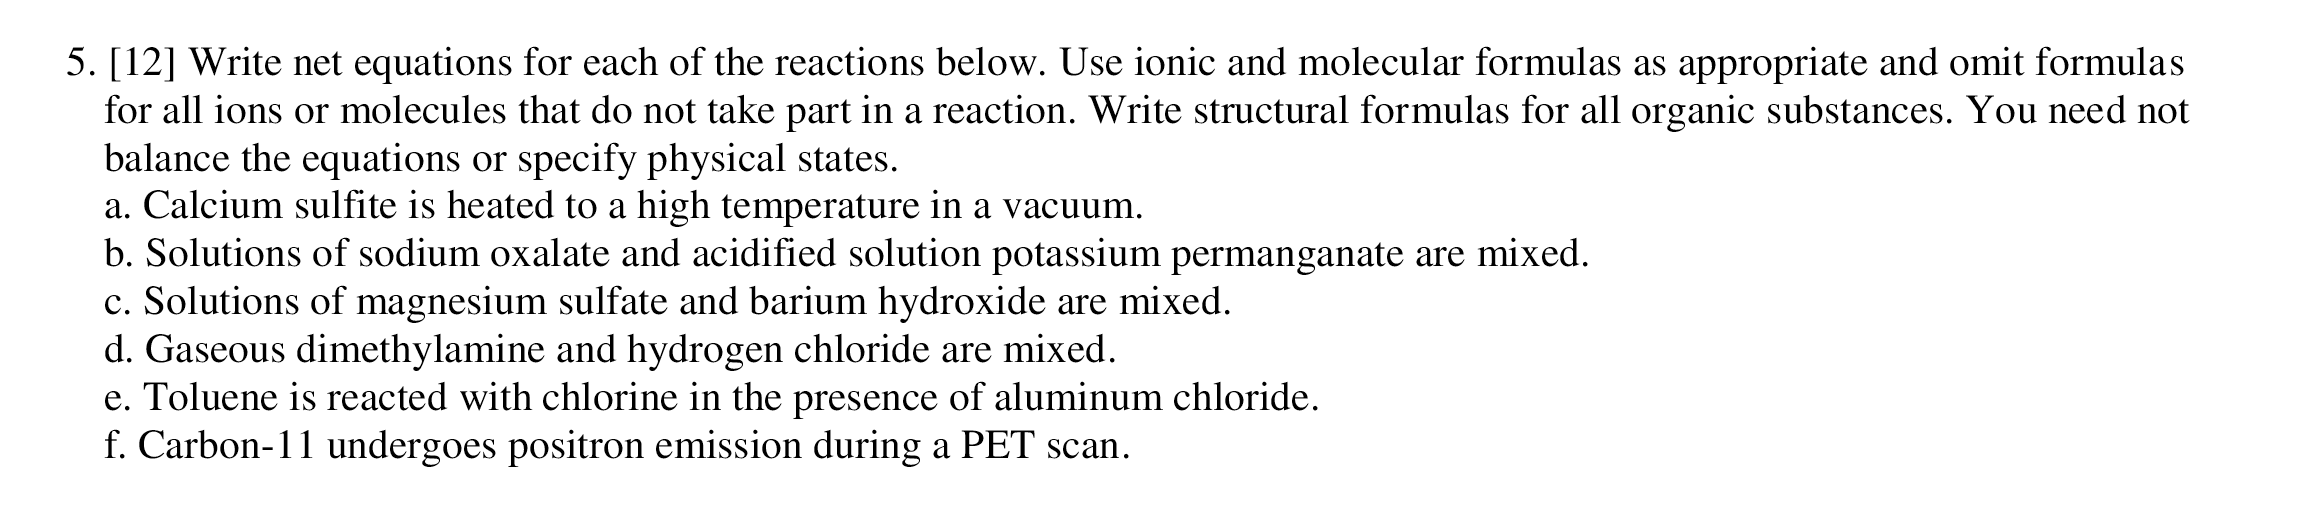 5. [12] Write net equations for each of the reactions below. Use ionic and molecular formulas as appropriate and omit formulas
for all ions or molecules that do not take part in a reaction. Write structural formulas for all organic substances. You need not
balance the equations or specify physical states.
a. Calcium sulfite is heated to a high temperature in a vacuum.
b. Solutions of sodium oxalate and acidified solution potassium permanganate are mixed.
c. Solutions of magnesium sulfate and barium hydroxide are mixed.
d. Gaseous dimethylamine and hydrogen chloride are mixed.
e. Toluene is reacted with chlorine in the presence of aluminum chloride.
f. Carbon-11 undergoes positron emission during a PET scan.